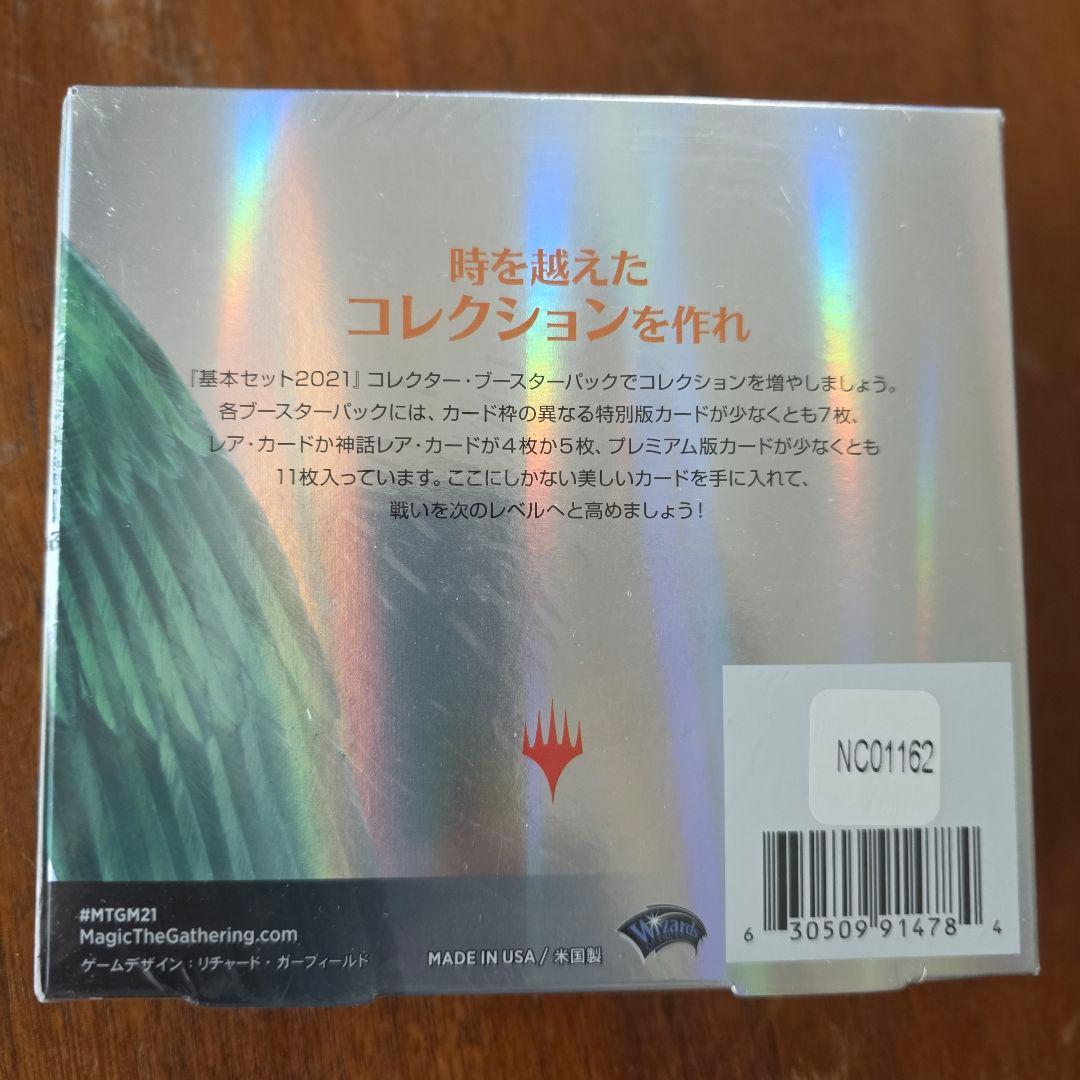 時を越えた
コレクションを作れ
『基本セット2021』コレクター・ブースターパックでコレクションを増やしましょう。
各ブースターパックには、カード枠の異なる特別版カードが少なくとも7枚、
レア・カードか神話レア・カードが4枚か5枚、プレミアム版カードが少なくとも
11枚入っています。ここにしかない美しいカードを手に入れて、
戦いを次のレベルへと高めましょう!
NC01162
6 30509 91478 4
#MTGM21
MagicTheGathering.com
ゲームデザイン:リチャード・ガーフィールド
MADE IN USA / 米国製
Wizards